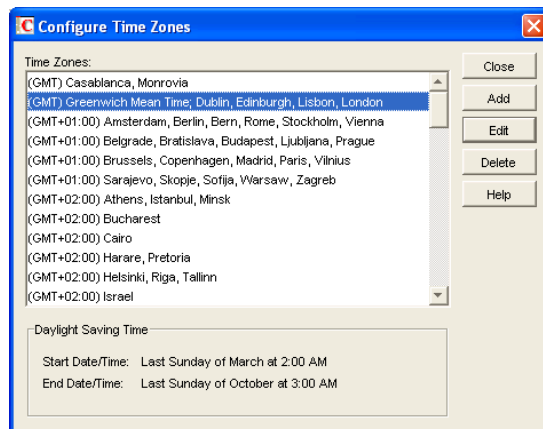 Configure Time Zones
Time Zones:
(GMT) Casablanca, Monrovia
(GMT) Greenwich Mean Time; Dublin, Edinburgh, Lisbon, London
(GMT+01:00) Amsterdam, Berlin, Bern, Rome, Stockholm, Vienna
(GMT+01:00) Belgrade, Bratislava, Budapest, Ljubljana, Prague
(GMT+01:00) Brussels, Copenhagen, Madrid, Paris, Vilnius
(GMT+01:00) Sarajevo, Skopje, Sofija, Warsaw, Zagreb
(GMT+02:00) Athens, Istanbul, Minsk
(GMT+02:00) Bucharest
(GMT+02:00) Cairo
(GMT+02:00) Harare, Pretoria
(GMT+02:00) Helsinki, Riga, Tallinn
(GMT+02:00) Israel
Close
Add
Edit
Delete
Help
Daylight Saving Time
Start Date/Time: Last Sunday of March at 2:00 AM
End Date/Time: Last Sunday of October at 3:00 AM